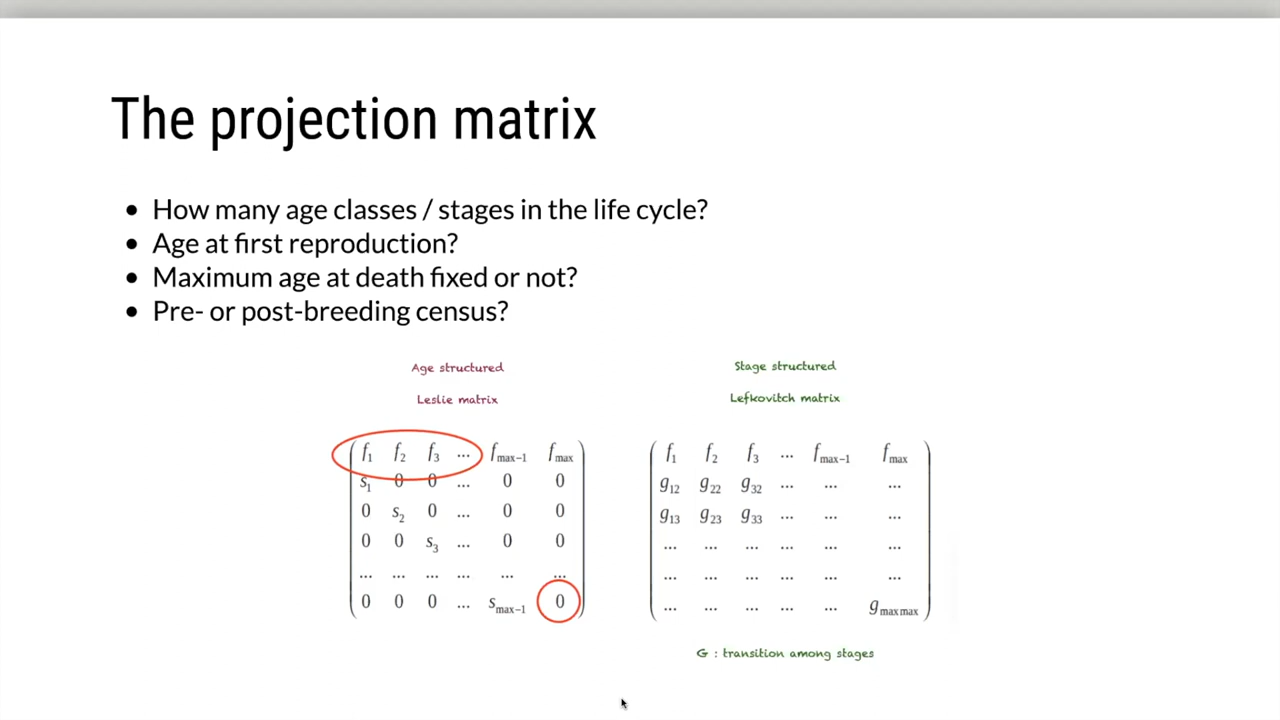 The projection matrix
• How many age classes / stages in the life cycle?
• Age at first reproduction?
• Maximum age at death fixed or not?
• Pre- or post-breeding census?
Age structured
Leslie matrix
f1 f2 f3 ... fmax−1 fmax
s1 0 0 ... 0 0
0 s2 0 ... 0 0
0 0 s3 ... 0 0
... ... ... ... ... ...
0 0 0 ... smax−1 0
Stage structured
Lefkovitch matrix
f1 f2 f3 ... fmax−1 fmax
g12 g22 g32 ... ... ...
g13 g23 g33 ... ... ...
... ... ... ... ... ...
... ... ... ... ... ...
... ... ... ... ... gmax max
G : transition among stages